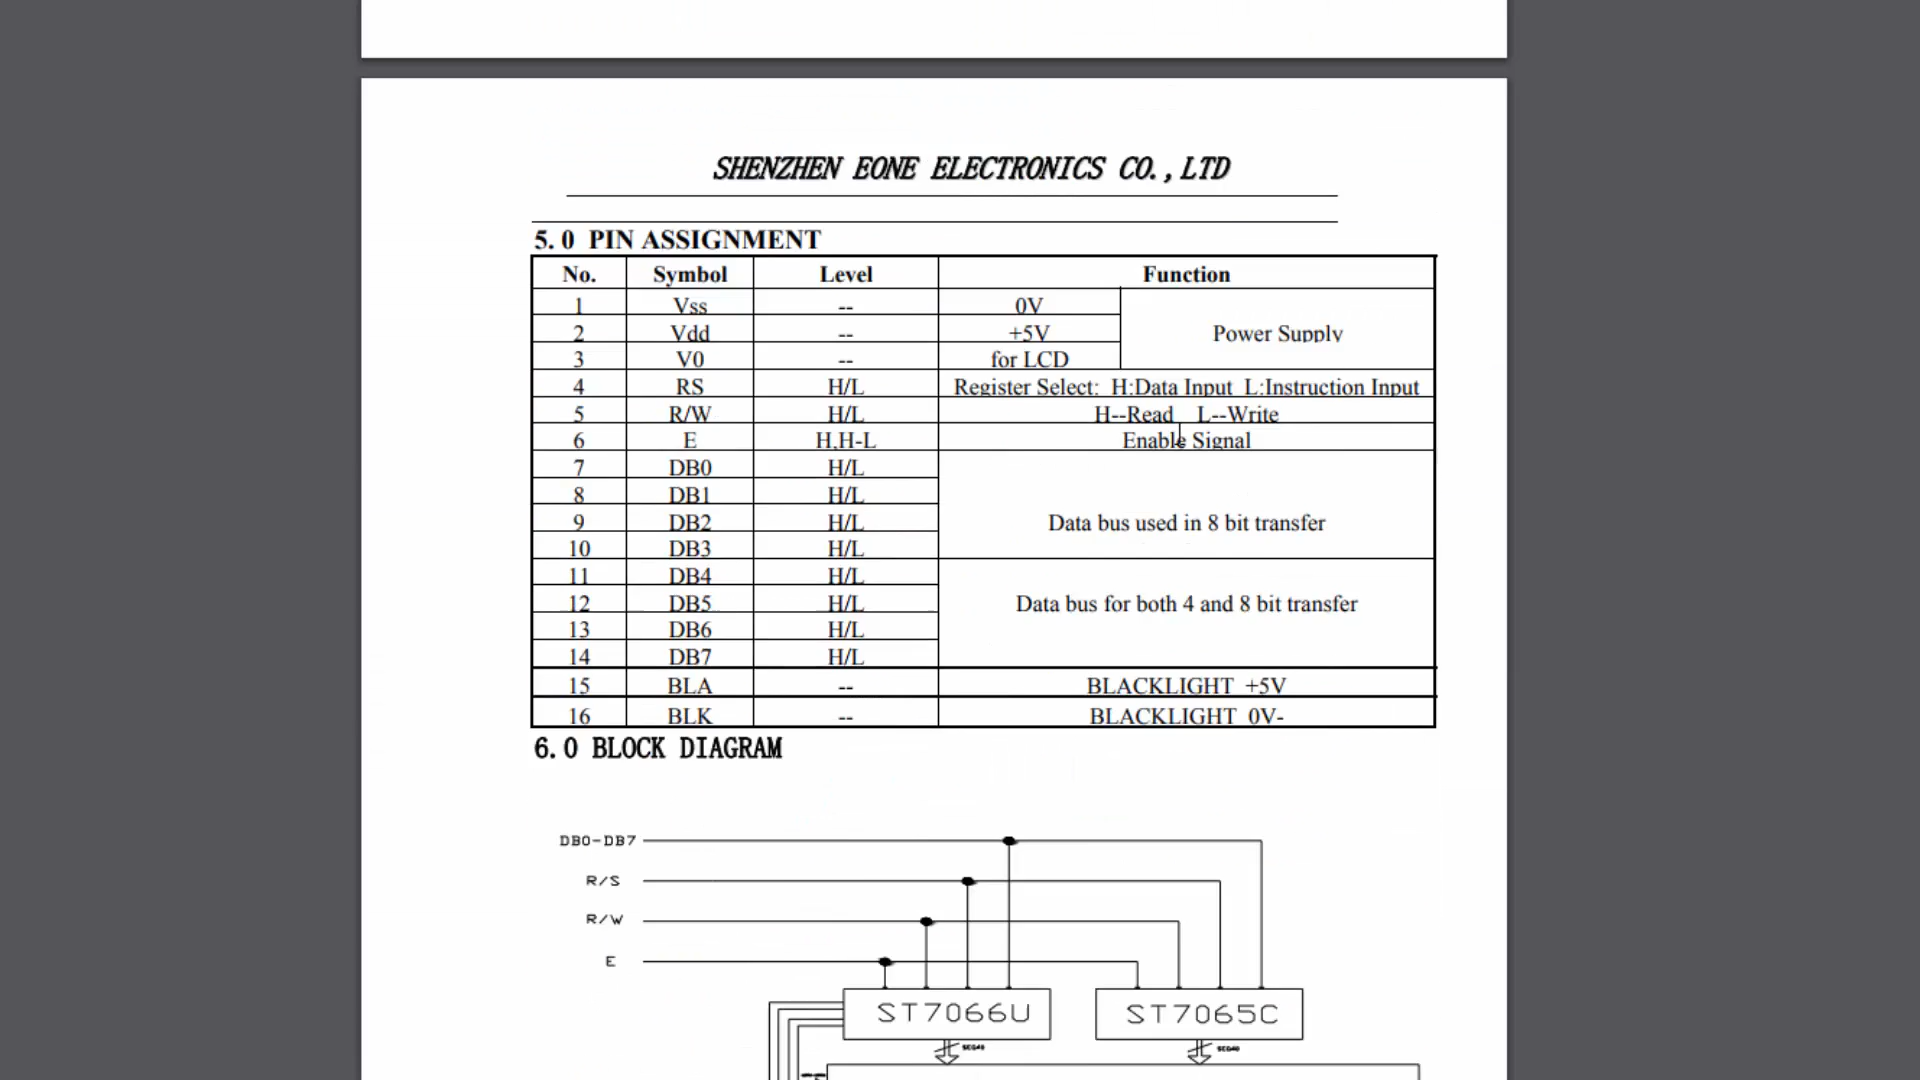 SHENZHEN EONE ELECTRONICS CO.,LTD
5.0 PIN ASSIGNMENT
No. Symbol Level Function
1 Vss -- 0V
2 Vdd -- +5V Power Supply
3 V0 -- for LCD
4 RS H/L Register Select: H:Data Input L:Instruction Input
5 R/W H/L H--Read L--Write
6 E H,H-L Enable Signal
7 DB0 H/L
8 DB1 H/L
9 DB2 H/L Data bus used in 8 bit transfer
10 DB3 H/L
11 DB4 H/L
12 DB5 H/L Data bus for both 4 and 8 bit transfer
13 DB6 H/L
14 DB7 H/L
15 BLA -- BLACKLIGHT +5V
16 BLK -- BLACKLIGHT 0V-
6.0 BLOCK DIAGRAM
DB0-DB7
R/S
R/W
E
ST7066U ST7065C
SEG40 SEG40